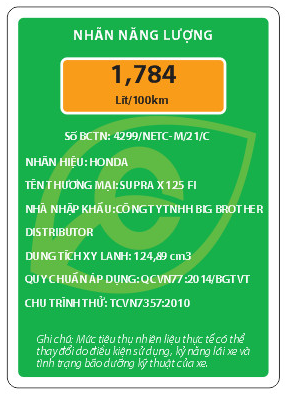 NHÃN NĂNG LƯỢNG
1,784
Lít/100km
Số BCTN: 4299/NETC-M/21/C
NHÃN HIỆU: HONDA
TÊN THƯƠNG MẠI: SUPRA X 125 FI
NHÀ NHẬP KHẨU: CÔNG TY TNHH BIG BROTHER
DISTRIBUTOR
DUNG TÍCH XY LANH: 124,89 cm3
QUY CHUẨN ÁP DỤNG: QCVN77:2014/BGTVT
CHU TRÌNH THỬ: TCVN7357:2010
Ghi chú: Mức tiêu thụ nhiên liệu thực tế có thể
thay đổi do điều kiện sử dụng, kỹ năng lái xe và
tình trạng bảo dưỡng kỹ thuật của xe.